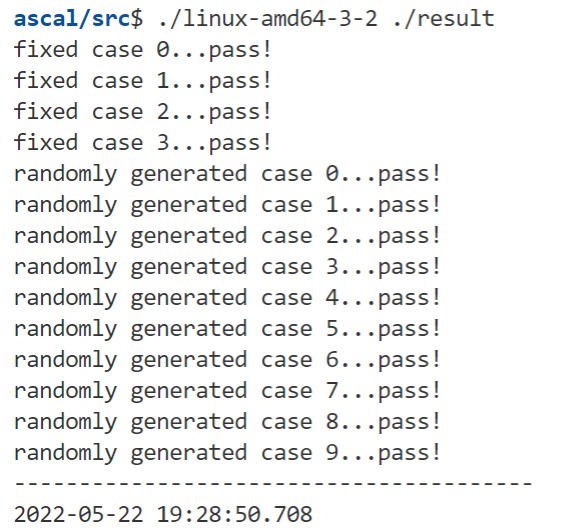 ascal/src$ ./linux-amd64-3-2 ./result
fixed case 0...pass!
fixed case 1...pass!
fixed case 2...pass!
fixed case 3...pass!
randomly generated case 0...pass!
randomly generated case 1...pass!
randomly generated case 2...pass!
randomly generated case 3...pass!
randomly generated case 4...pass!
randomly generated case 5...pass!
randomly generated case 6...pass!
randomly generated case 7...pass!
randomly generated case 8...pass!
randomly generated case 9...pass!
----------------------------------------
2022-05-22 19:28:50.708